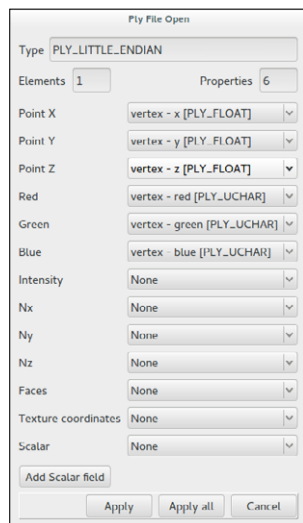 Ply File Open
Type PLY_LITTLE_ENDIAN
Elements 1 Properties 6
Point X vertex - x [PLY_FLOAT]
Point Y vertex - y [PLY_FLOAT]
Point Z vertex - z [PLY_FLOAT]
Red vertex - red [PLY_UCHAR]
Green vertex - green [PLY_UCHAR]
Blue vertex - blue [PLY_UCHAR]
Intensity None
Nx None
Ny None
Nz None
Faces None
Texture coordinates None
Scalar None
Add Scalar field
Apply Apply all Cancel